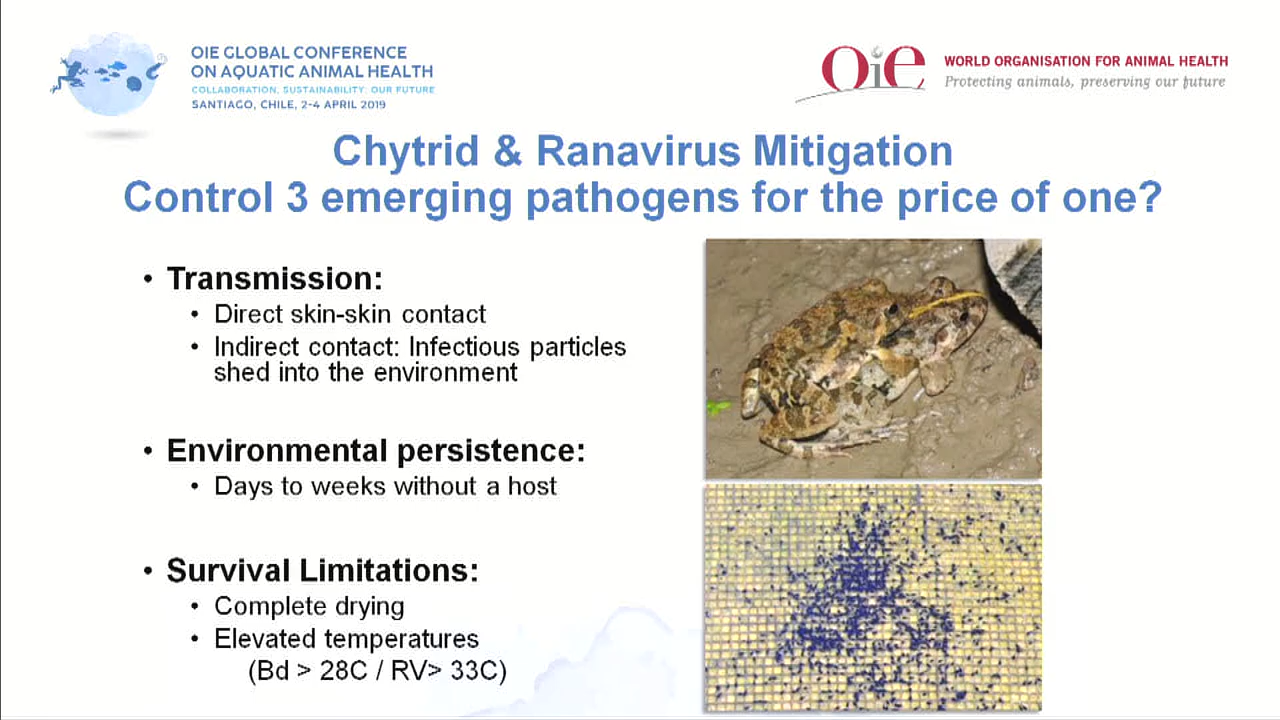 OIE GLOBAL CONFERENCE
ON AQUATIC ANIMAL HEALTH
COLLABORATION, SUSTAINABILITY: OUR FUTURE
SANTIAGO, CHILE, 2-4 APRIL 2019
OiE
WORLD ORGANISATION FOR ANIMAL HEALTH
Protecting animals, preserving our future
Chytrid & Ranavirus Mitigation
Control 3 emerging pathogens for the price of one?
• Transmission:
• Direct skin-skin contact
• Indirect contact: Infectious particles
shed into the environment
• Environmental persistence:
• Days to weeks without a host
• Survival Limitations:
• Complete drying
• Elevated temperatures
(Bd > 28C / RV> 33C)